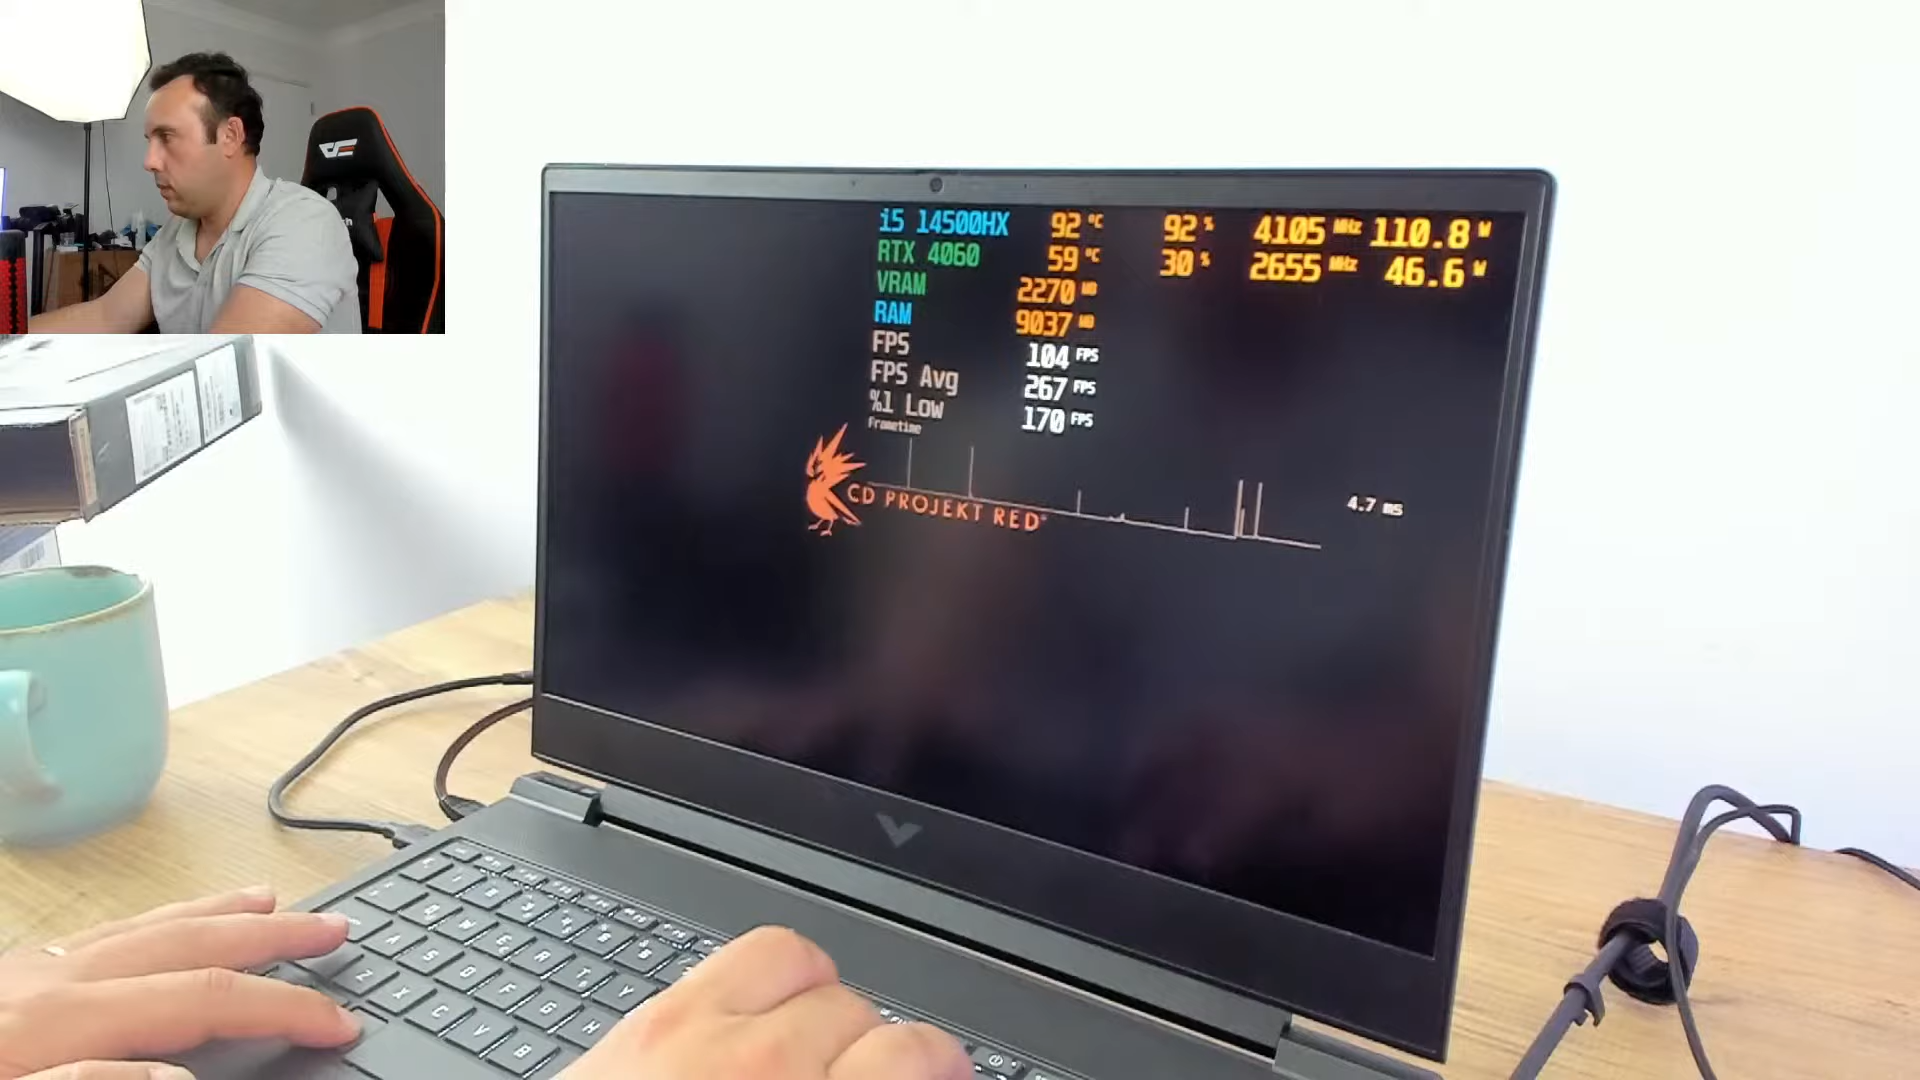 i5 14500HX 92 °C 92 % 4105 MHz 110.8 W
RTX 4060 59 °C 30 % 2655 MHz 46.6 W
VRAM 2270 MB
RAM 9037 MB
FPS 104 FPS
FPS Avg 267 FPS
%1 Low 170 FPS
Frametime
4.7 ms
CD PROJEKT RED®
Q W E R T Y
A S D F G H
Z X C V B